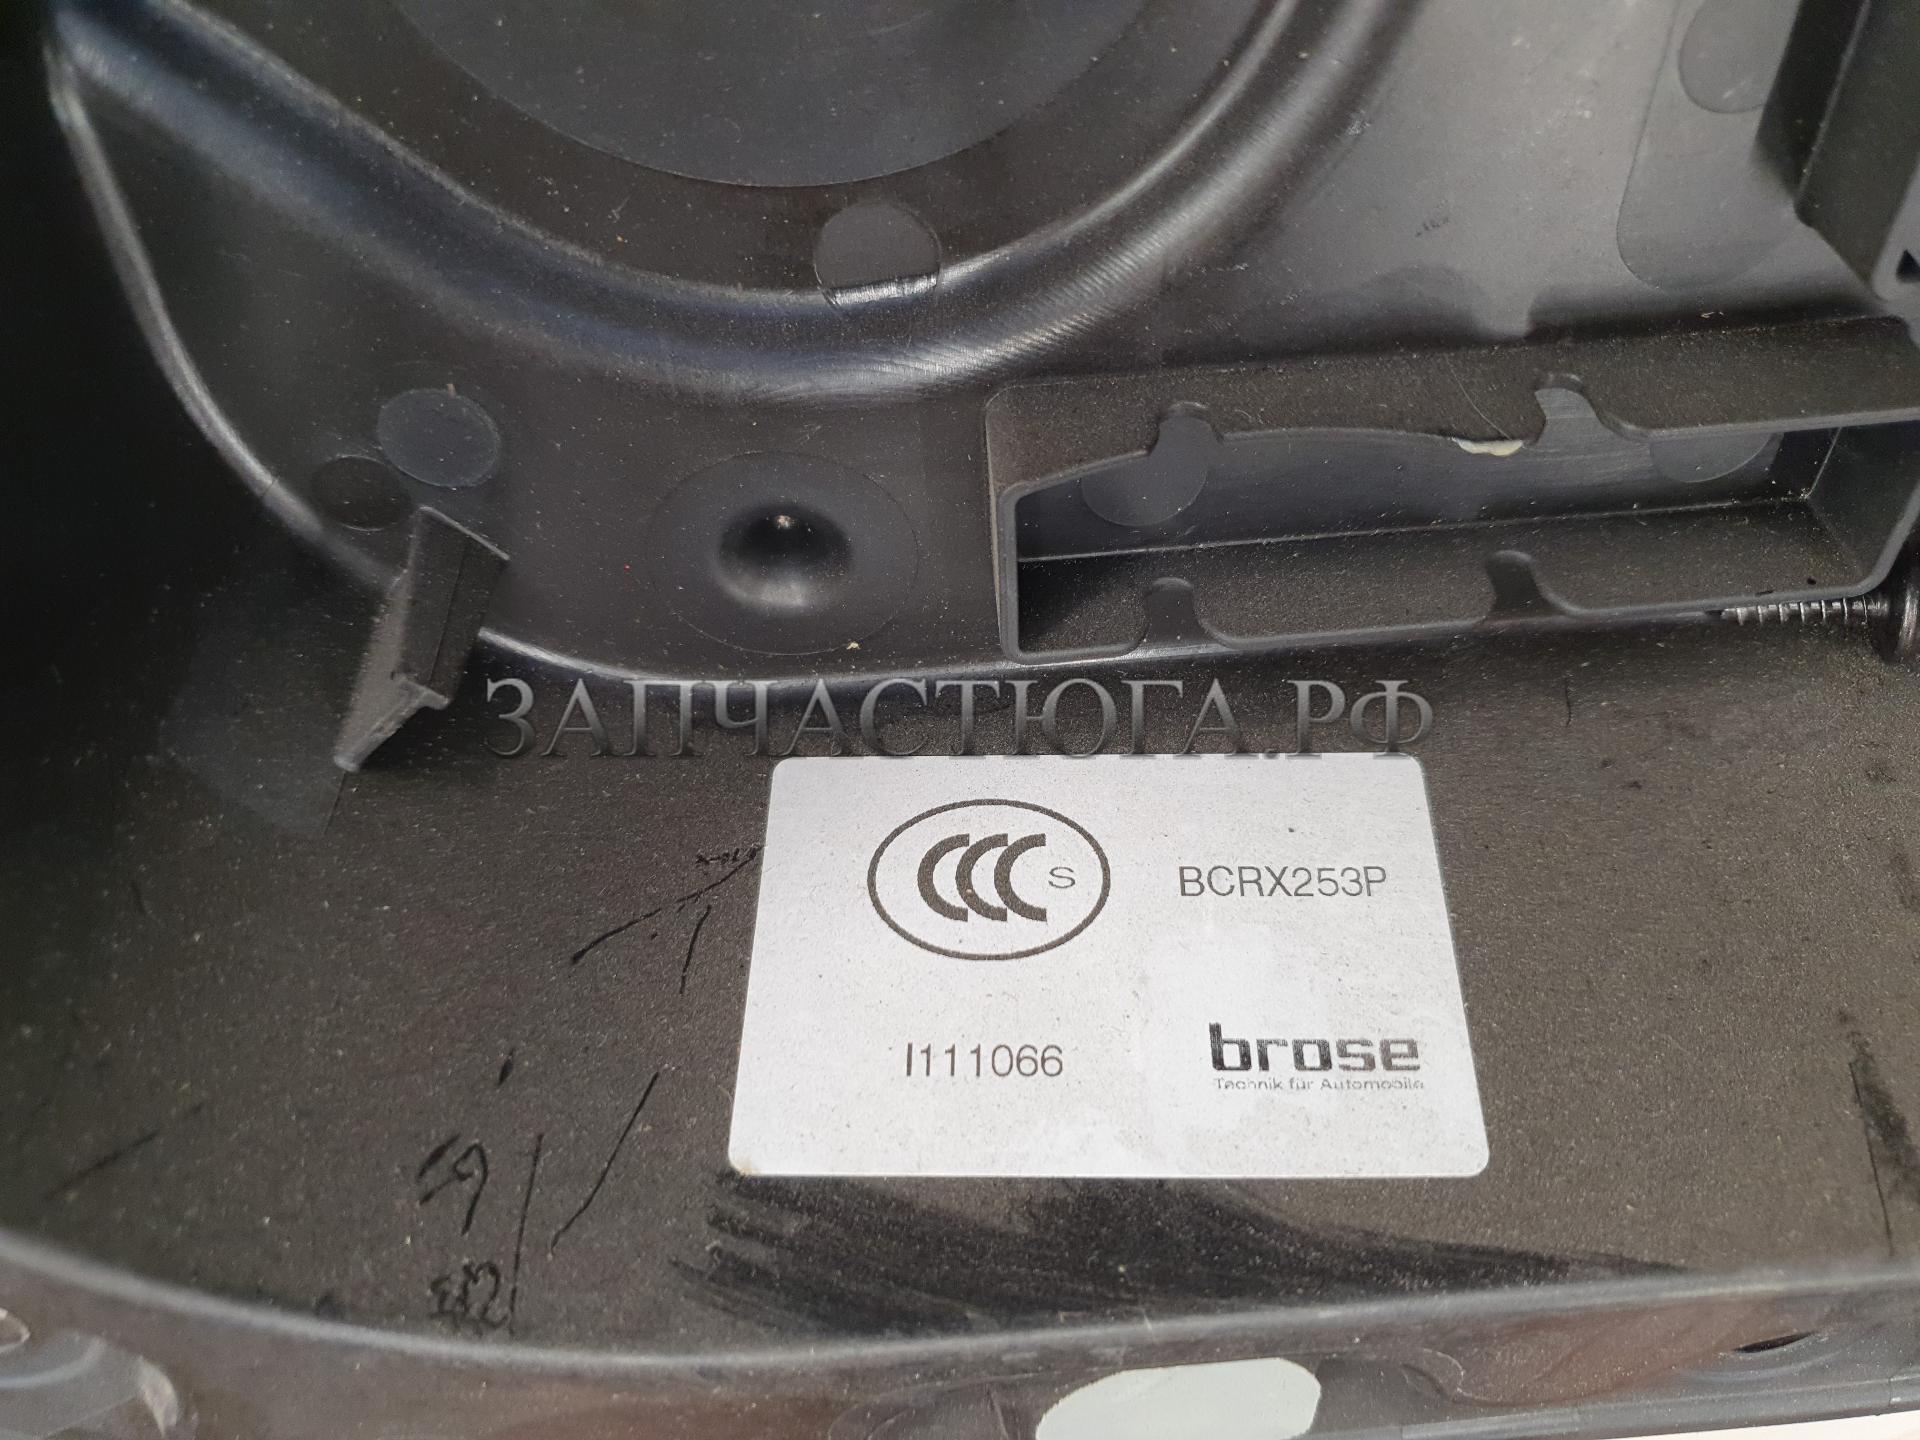 ЗАПЧАСТЮГА.РФ
CCC S
BCRX253P
I111066
brose
Technik für Automobile